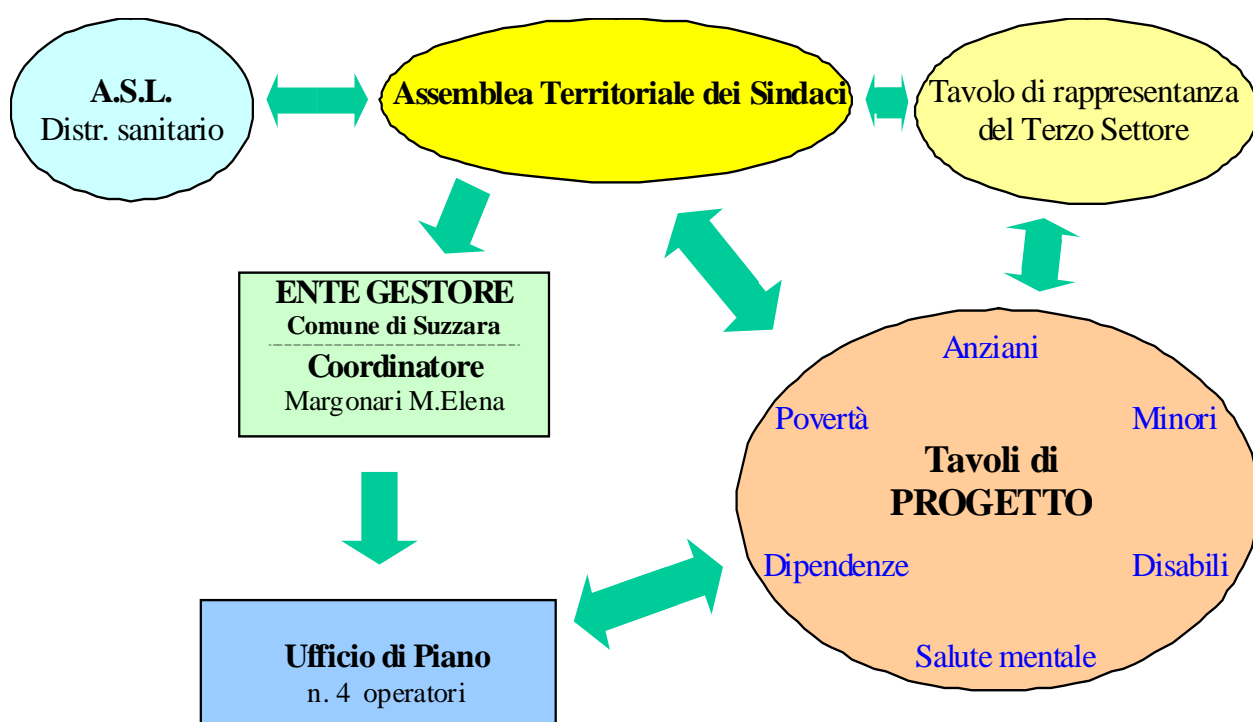 A.S.L.
Distr. sanitario
Assemblea Territoriale dei Sindaci
Tavolo di rappresentanza
del Terzo Settore
ENTE GESTORE
Comune di Suzzara
Coordinatore
Margonari M.Elena
Anziani
Povertà
Minori
Tavoli di
PROGETTO
Dipendenze
Disabili
Salute mentale
Ufficio di Piano
n. 4 operatori